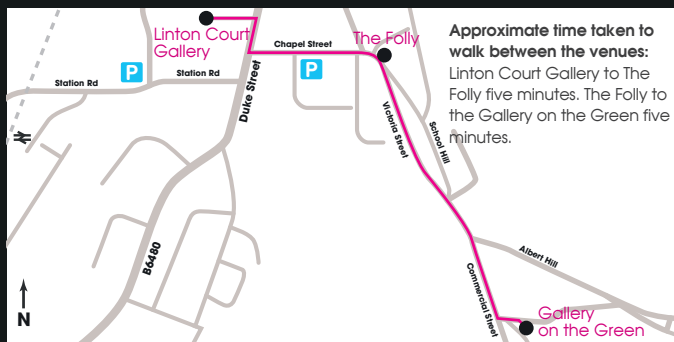 Linton Court
Gallery
The Folly
Approximate time taken to
walk between the venues:
Linton Court Gallery to The
Folly five minutes. The Folly to
the Gallery on the Green five
minutes.
Chapel Street
P
P
Station Rd
Station Rd
Duke Street
Victoria Street
School Hill
B6480
Albert Hill
Commercial Street
Gallery
on the Green
N